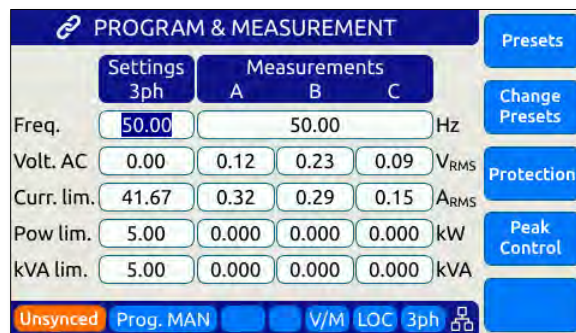 PROGRAM & MEASUREMENT
Settings Measurements
3ph A B C
Freq. 50.00 50.00 Hz
Volt. AC 0.00 0.12 0.23 0.09 VRMS
Curr. lim. 41.67 0.32 0.29 0.15 ARMS
Pow lim. 5.00 0.000 0.000 0.000 kW
kVA lim. 5.00 0.000 0.000 0.000 kVA
Unsynced Prog. MAN V/M LOC 3ph
Presets
Change
Presets
Protection
Peak
Control